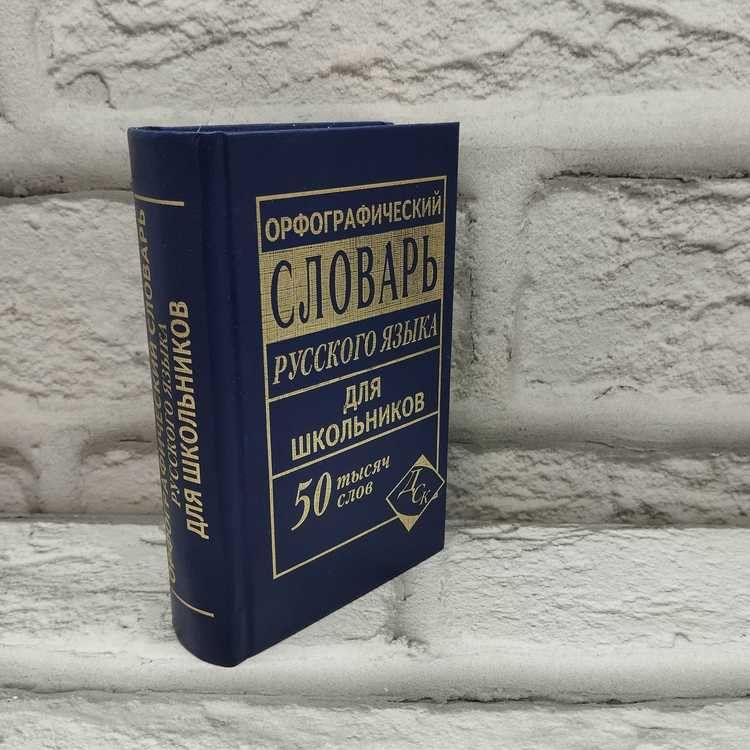 ОРФОГРАФИЧЕСКИЙ
СЛОВАРЬ
РУССКОГО ЯЗЫКА
ДЛЯ
ШКОЛЬНИКОВ
50 тысяч
слов
ДСК
ОРФОГРАФИЧЕСКИЙ СЛОВАРЬ
РУССКОГО ЯЗЫКА
ДЛЯ ШКОЛЬНИКОВ